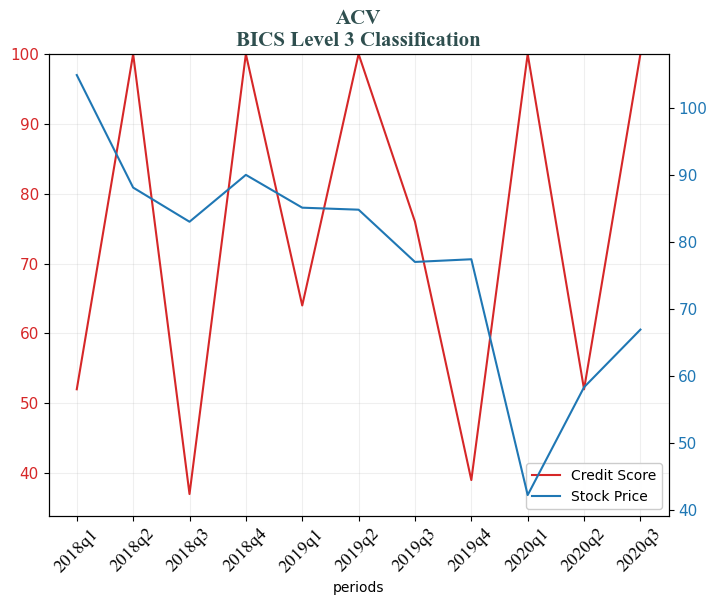 ACV
BICS Level 3 Classification
100
90
80
70
60
50
40
100
90
80
70
60
50
40
Credit Score
Stock Price
2018q1
2018q2
2018q3
2018q4
2019q1
2019q2
2019q3
2019q4
2020q1
2020q2
2020q3
periods